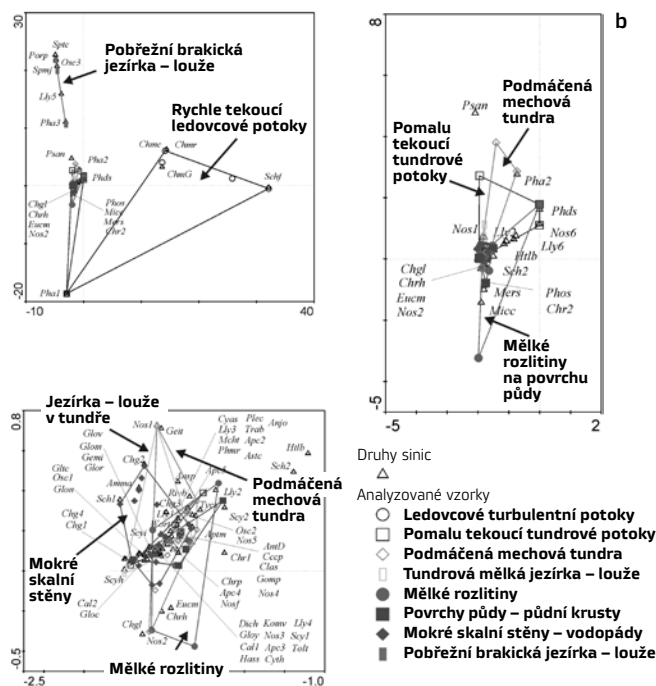 30
Sptc
Porp
Osc3
Spmj
Pobřežní brakická
jezírka – louže
Lly5
Pha3
Rychle tekoucí
ledovcové potoky
Psan
Pha2
Phds
Chmc
Chmr
ChmG
Schf
Chgl
Chrh
Eucm
Nos2
Phos
Micc
Mers
Chr2
Pha1
-20
-10
40
b
8
Psan
Podmáčená
mechová
tundra
Pomalu
tekoucí
tundrové
potoky
Pha2
Phds
Nos1
Nos6
Lly6
Htlb
Sch2
Chgl
Chrh
Eucm
Nos2
Mers
Micc
Phos
Chr2
Mělké
rozlitiny
na povrchu
půdy
-5
-5
2
0.8
Jezírka – louže
v tundře
Nos1
Geit
Cyas Plec
Lly3 Trab Anjo
Mcht Apc2
Phmr
Astc
Htlb
Sch2
Glov
Glom
Gemi
Glor
Chg2
Gltc
Osc1
Glon
Sch1
Lly2
Podmáčená
mechová
tundra
Chg4
Chg1
Scy2
Osc2
Nos5
Chr1
AntD
Cccp
Clas
Gomp
Nos4
Mokré
skalní
stěny
Scyh
Cal2
Gloc
Chrp
Apc4
Nosf
Eucm
Chrh
Chgl
Nos2
Dich Komv Lly4
Gloy Nos3 Scy1
Cal1 Apc3 Tolt
Hass Cyth
Mělké rozlitiny
-0.5
-2.5
-1.0
Druhy sinic
Analyzované vzorky
Ledovcové turbulentní potoky
Pomalu tekoucí tundrové potoky
Podmáčená mechová tundra
Tundrová mělká jezírka – louže
Mělké rozlitiny
Povrchy půdy – půdní krusty
Mokré skalní stěny – vodopády
Pobřežní brakická jezírka – louže